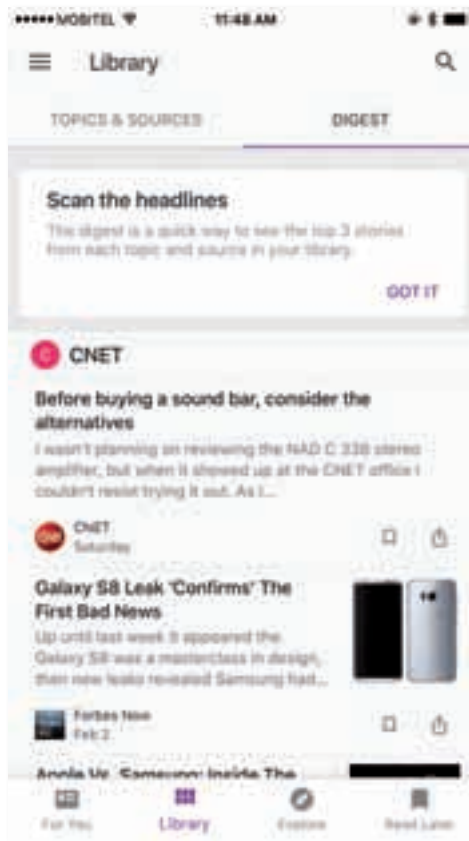 MOBITEL 11:48 AM
Library
TOPICS & SOURCES DIGEST
Scan the headlines
The digest is a quick way to see the top 3 stories
from each topic and source in your library.
GOT IT
C CNET
Before buying a sound bar, consider the
alternatives
I wasn't planning on reviewing the NAD C 338 stereo
amplifier, but when it showed up at the CNET office I
couldn't resist trying it out. As I...
CNET
Saturday
Galaxy S8 Leak 'Confirms' The
First Bad News
Up until last week it appeared the
Galaxy S8 was a masterclass in design,
then new leaks revealed Samsung had...
Forbes Now
Feb 2
Apple Vs. Samsung: Inside The
For You Library Explore Read Later